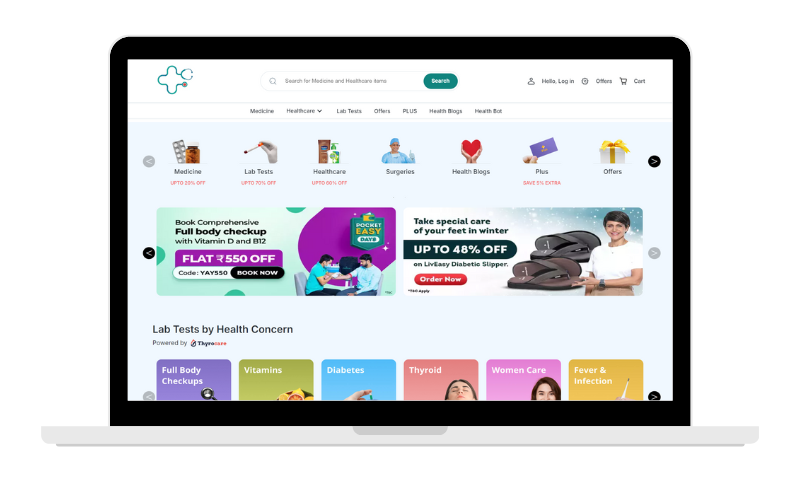 Search for Medicine and Healthcare items
Search
Hello, Log in
Offers
Cart
Medicine
Healthcare
Lab Tests
Offers
PLUS
Health Blogs
Health Bot
Medicine
UPTO 25% OFF
Lab Tests
UPTO 70% OFF
Healthcare
UPTO 60% OFF
Surgeries
Health Blogs
Plus
SAVE 5% EXTRA
Offers
Book Comprehensive
Full body checkup
with Vitamin D and B12
FLAT ₹550 OFF
Code: YAY550
BOOK NOW
POCKET
EASY
DAYS
Take special care
of your feet in winter
UP TO 48% OFF
on LivEasy Diabetic Slipper.
Order Now
*T&C Apply
Lab Tests by Health Concern
Powered by Thyrocare
Full Body
Checkups
Vitamins
Diabetes
Thyroid
Women Care
Fever &
Infection